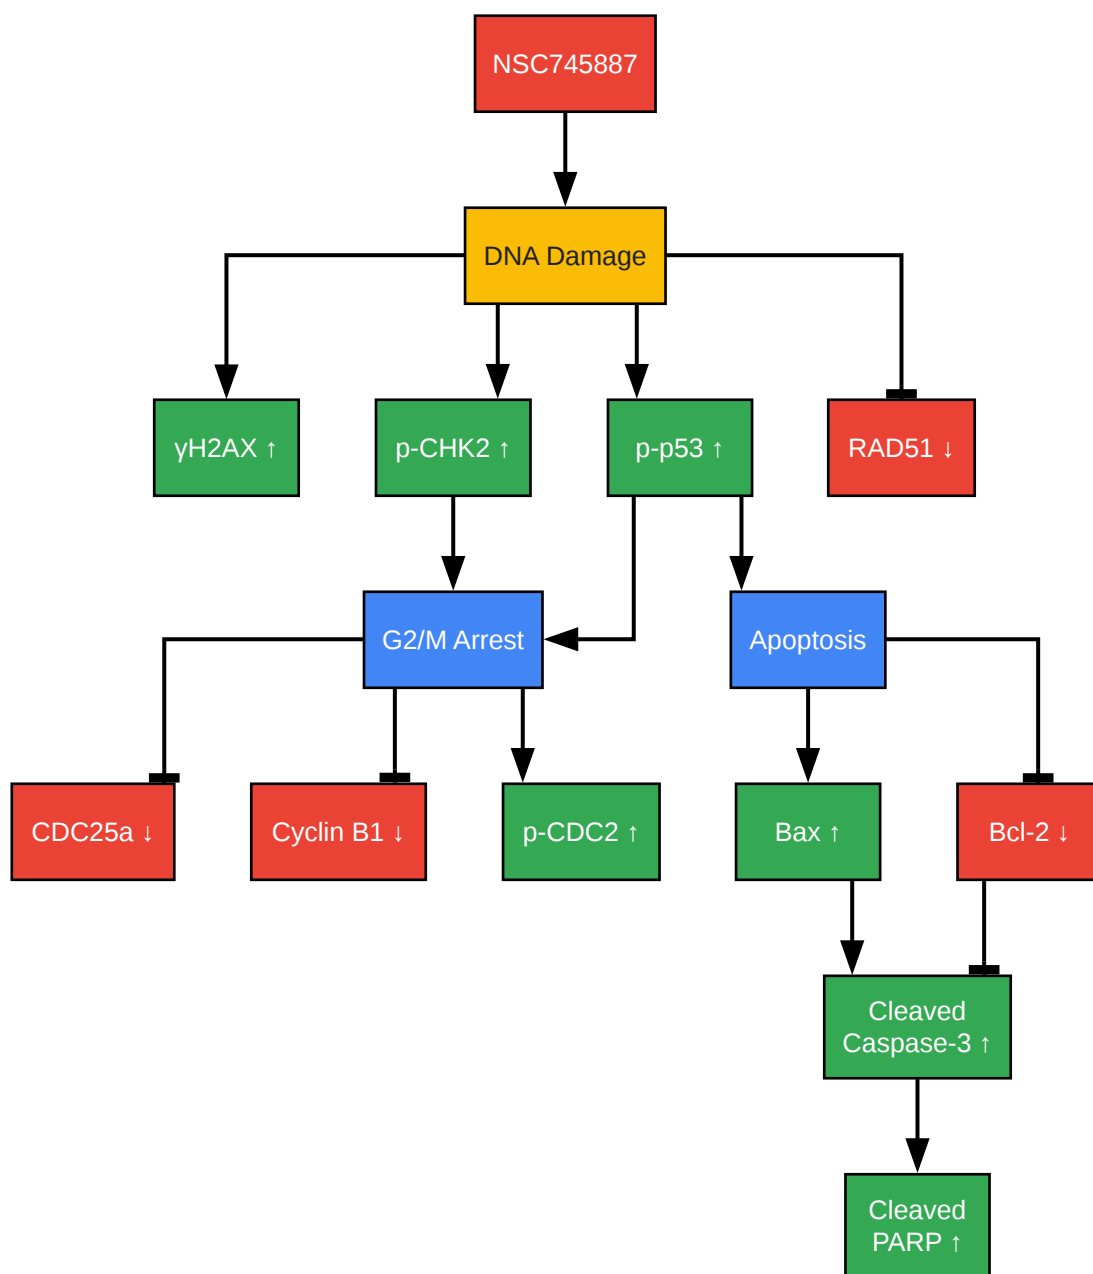 NSC745887
DNA Damage
γH2AX ↑
p-CHK2 ↑
p-p53 ↑
RAD51 ↓
G2/M Arrest
Apoptosis
CDC25a ↓
Cyclin B1 ↓
p-CDC2 ↑
Bax ↑
Bcl-2 ↓
Cleaved
Caspase-3 ↑
Cleaved
PARP ↑